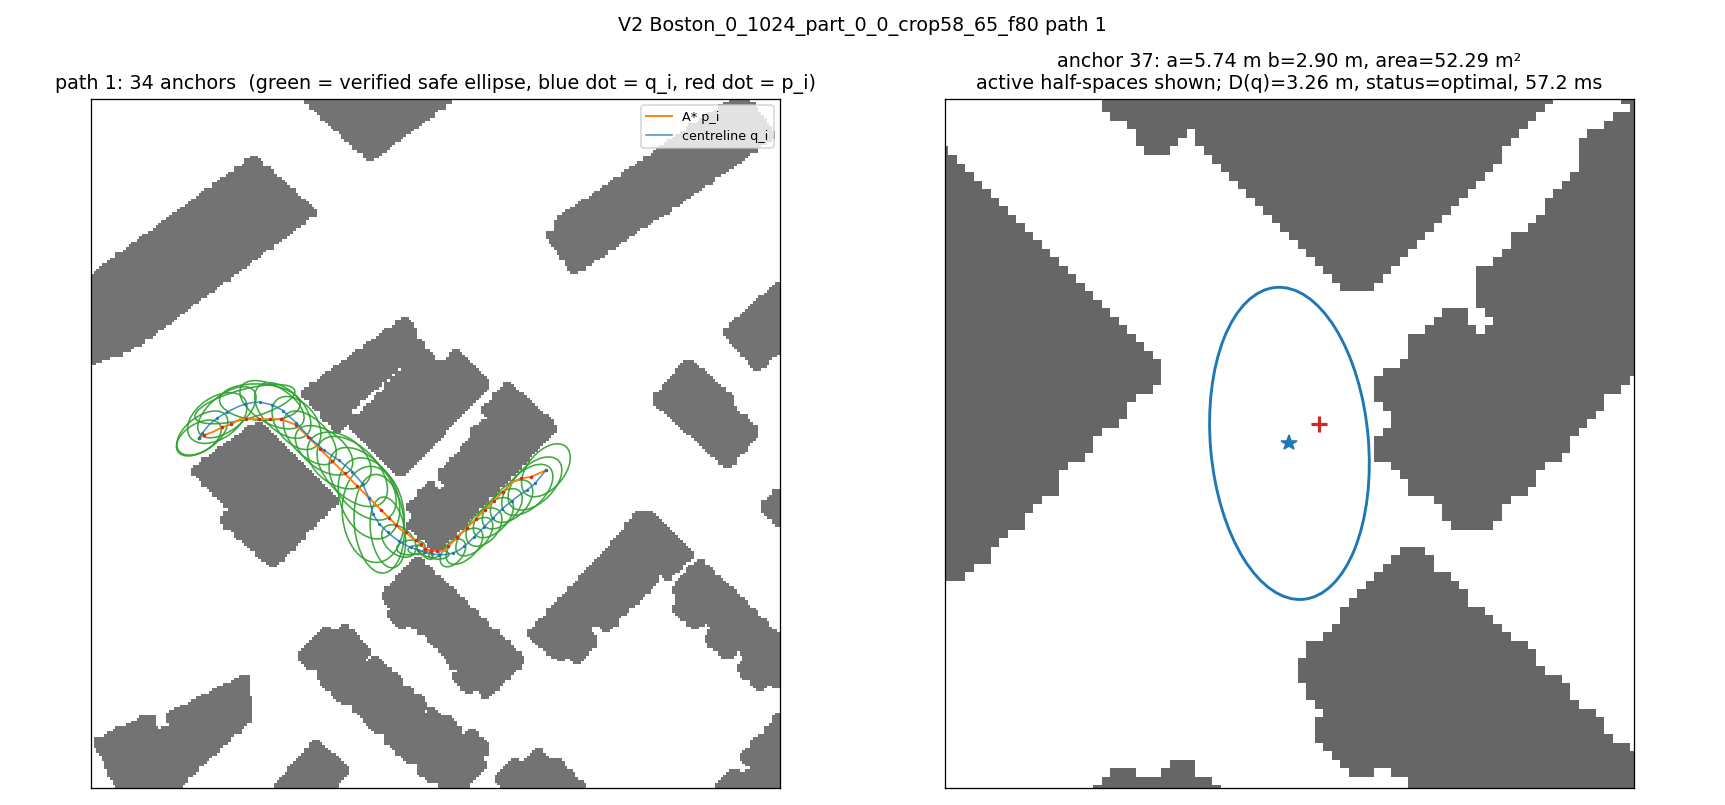 V2 Boston_0_1024_part_0_0_crop58_65_f80 path 1
path 1: 34 anchors  (green = verified safe ellipse, blue dot = q_i, red dot = p_i)
A* p_i
centreline q_i
anchor 37: a=5.74 m b=2.90 m, area=52.29 m²
active half-spaces shown; D(q)=3.26 m, status=optimal, 57.2 ms